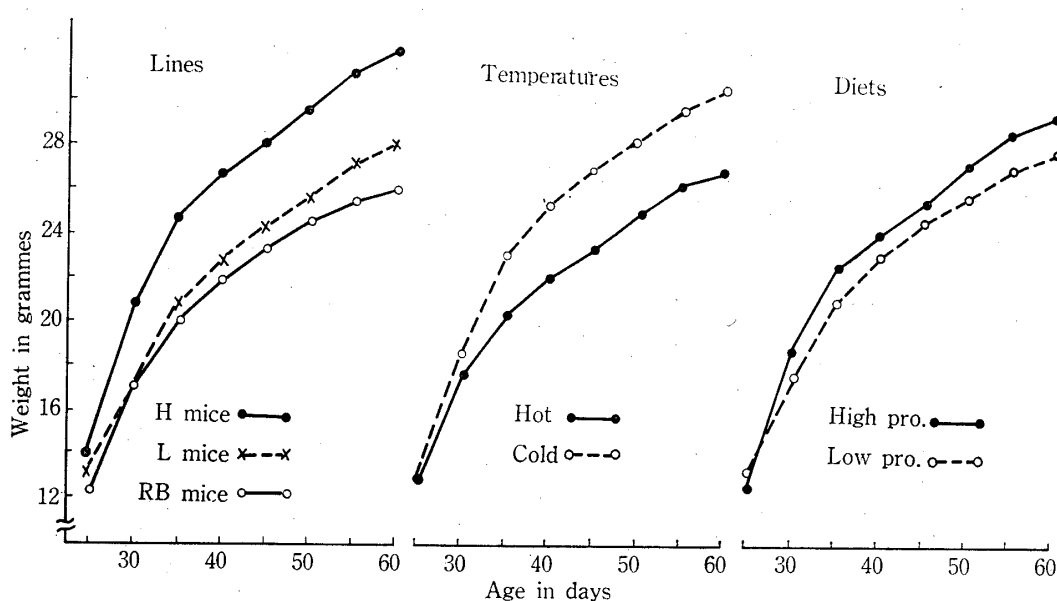 Lines
Temperatures
Diets
Weight in grammes
28
24
20
16
12
H mice
L mice
RB mice
Hot
Cold
High pro.
Low pro.
30
40
50
60
30
40
50
60
30
40
50
60
Age in days